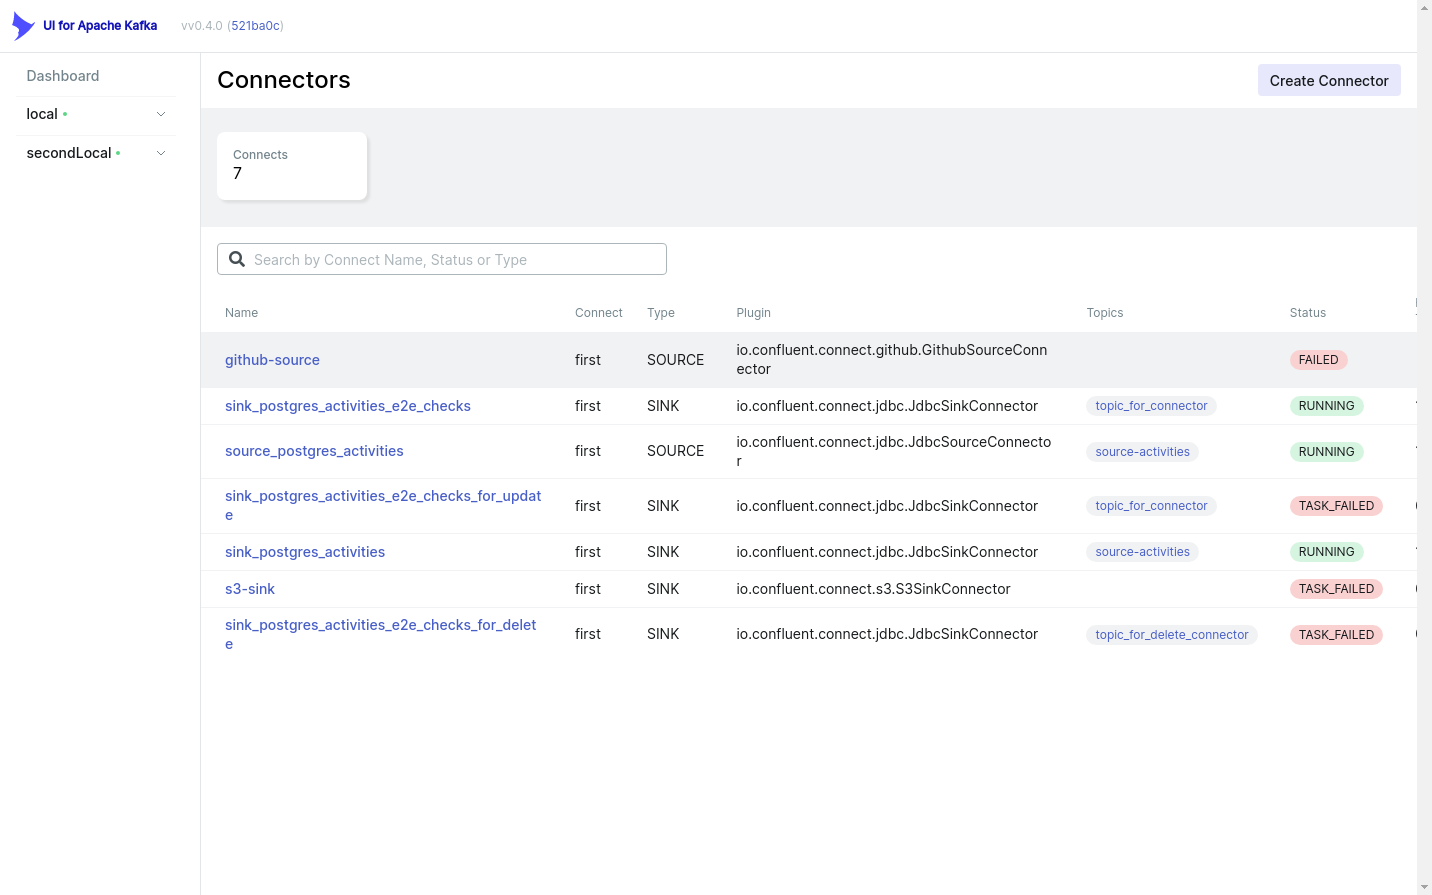 UI for Apache Kafka vv0.4.0 (521ba0c)
Dashboard
local
secondLocal
Connectors
Create Connector
Connects
7
Search by Connect Name, Status or Type
Name Connect Type Plugin Topics Status
github-source first SOURCE io.confluent.connect.github.GithubSourceConn
ector FAILED
sink_postgres_activities_e2e_checks first SINK io.confluent.connect.jdbc.JdbcSinkConnector topic_for_connector RUNNING
source_postgres_activities first SOURCE io.confluent.connect.jdbc.JdbcSourceConnecto
r source-activities RUNNING
sink_postgres_activities_e2e_checks_for_updat
e first SINK io.confluent.connect.jdbc.JdbcSinkConnector topic_for_connector TASK_FAILED
sink_postgres_activities first SINK io.confluent.connect.jdbc.JdbcSinkConnector source-activities RUNNING
s3-sink first SINK io.confluent.connect.s3.S3SinkConnector TASK_FAILED
sink_postgres_activities_e2e_checks_for_delet
e first SINK io.confluent.connect.jdbc.JdbcSinkConnector topic_for_delete_connector TASK_FAILED